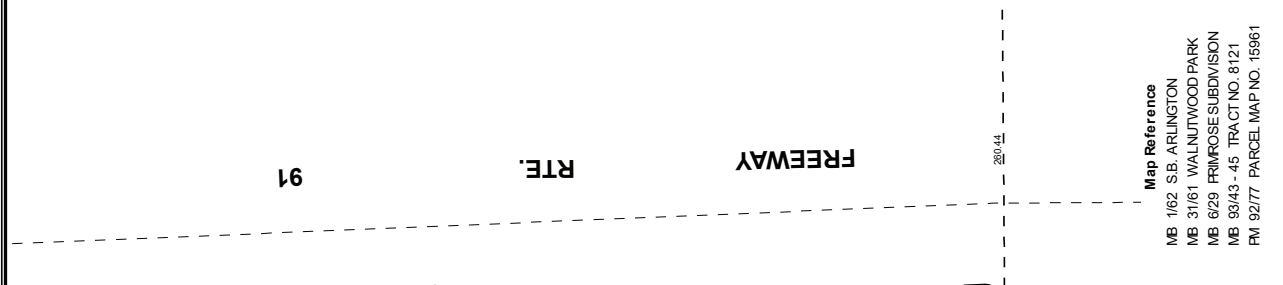 FREEWAY RTE. 91
260.44
Map Reference
MB 1/62 S.B. ARLINGTON
MB 31/61 WALNUTWOOD PARK
MB 6/29 PRIMROSE SUBDIVISION
MB 93/43 - 45 TRACT NO. 8121
PM 92/77 PARCEL MAP NO. 15961